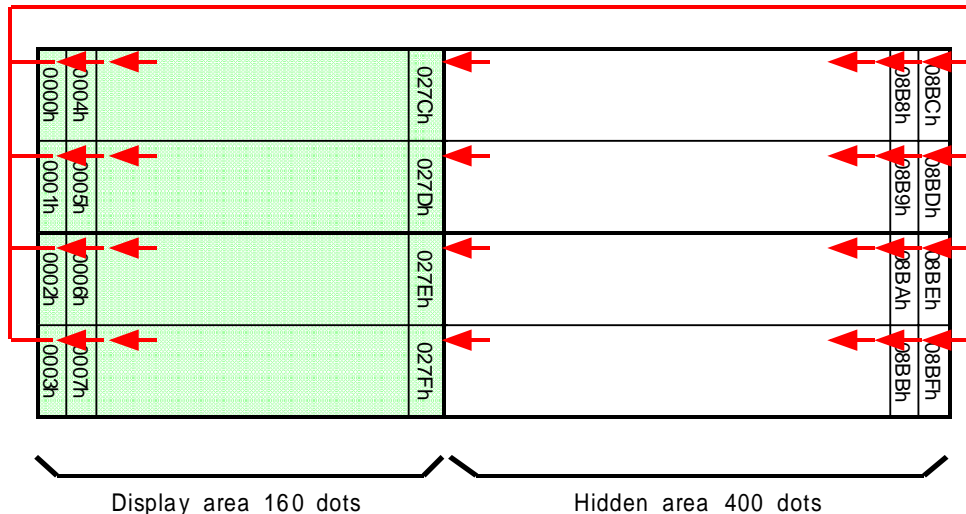 0000h 0004h 027Ch 08B8h 08BCh
0001h 0005h 027Dh 08B9h 08BDh
0002h 0006h 027Eh 08BAh 08BEh
0003h 0007h 027Fh 08BBh 08BFh
Display area 160 dots Hidden area 400 dots